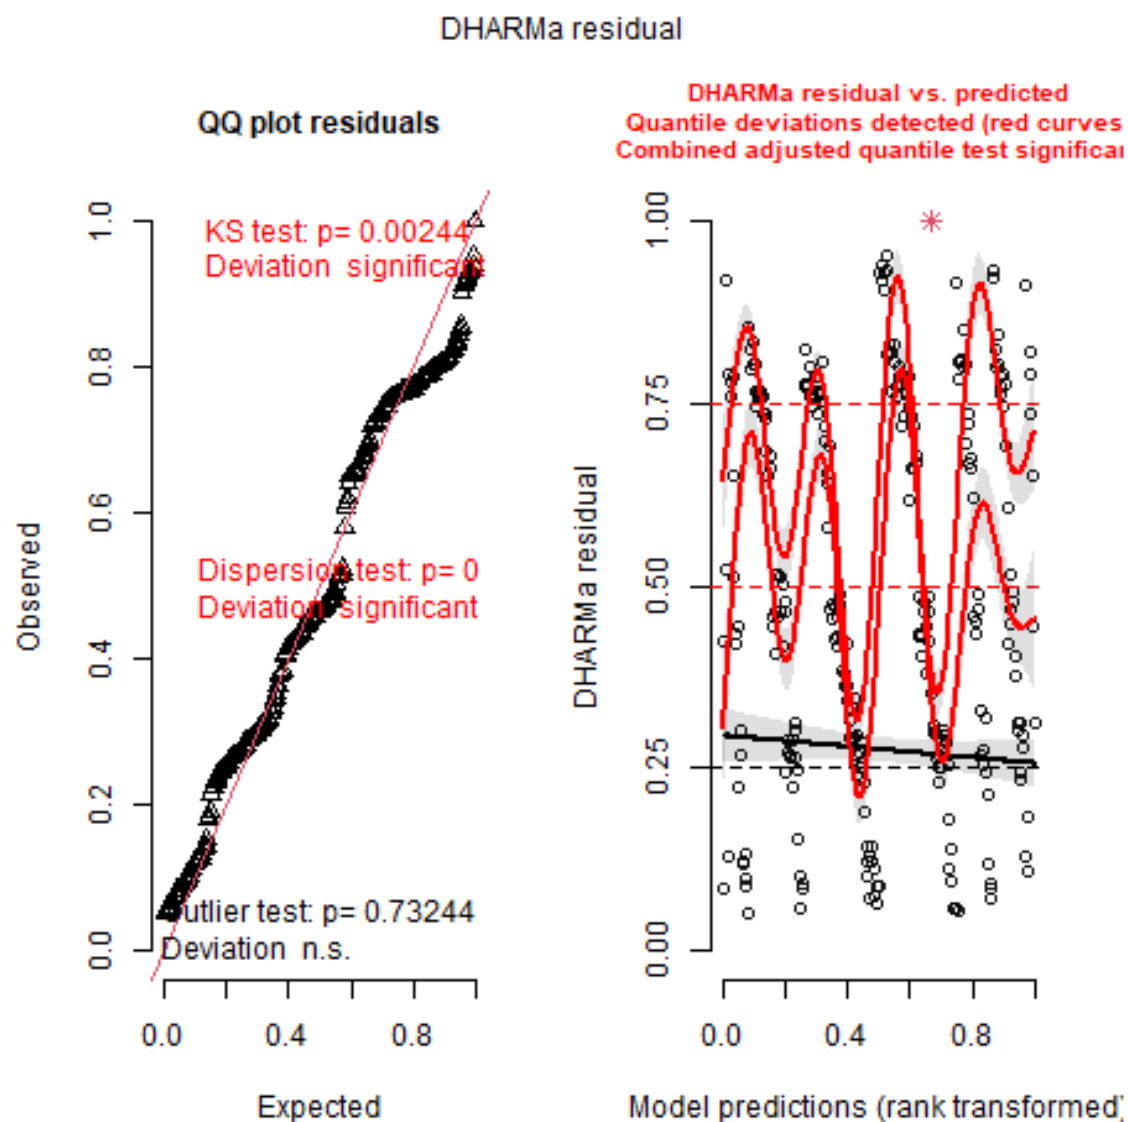 DHARMa residual
QQ plot residuals
KS test: p= 0.00244
Deviation significant
Dispersion test: p= 0
Deviation significant
Outlier test: p= 0.73244
Deviation n.s.
Observed
0.0 0.2 0.4 0.6 0.8 1.0
0.0 0.4 0.8
Expected
DHARMa residual vs. predicted
Quantile deviations detected (red curves
Combined adjusted quantile test significan
DHARMa residual
0.00 0.25 0.50 0.75 1.00
0.0 0.4 0.8
Model predictions (rank transformed)